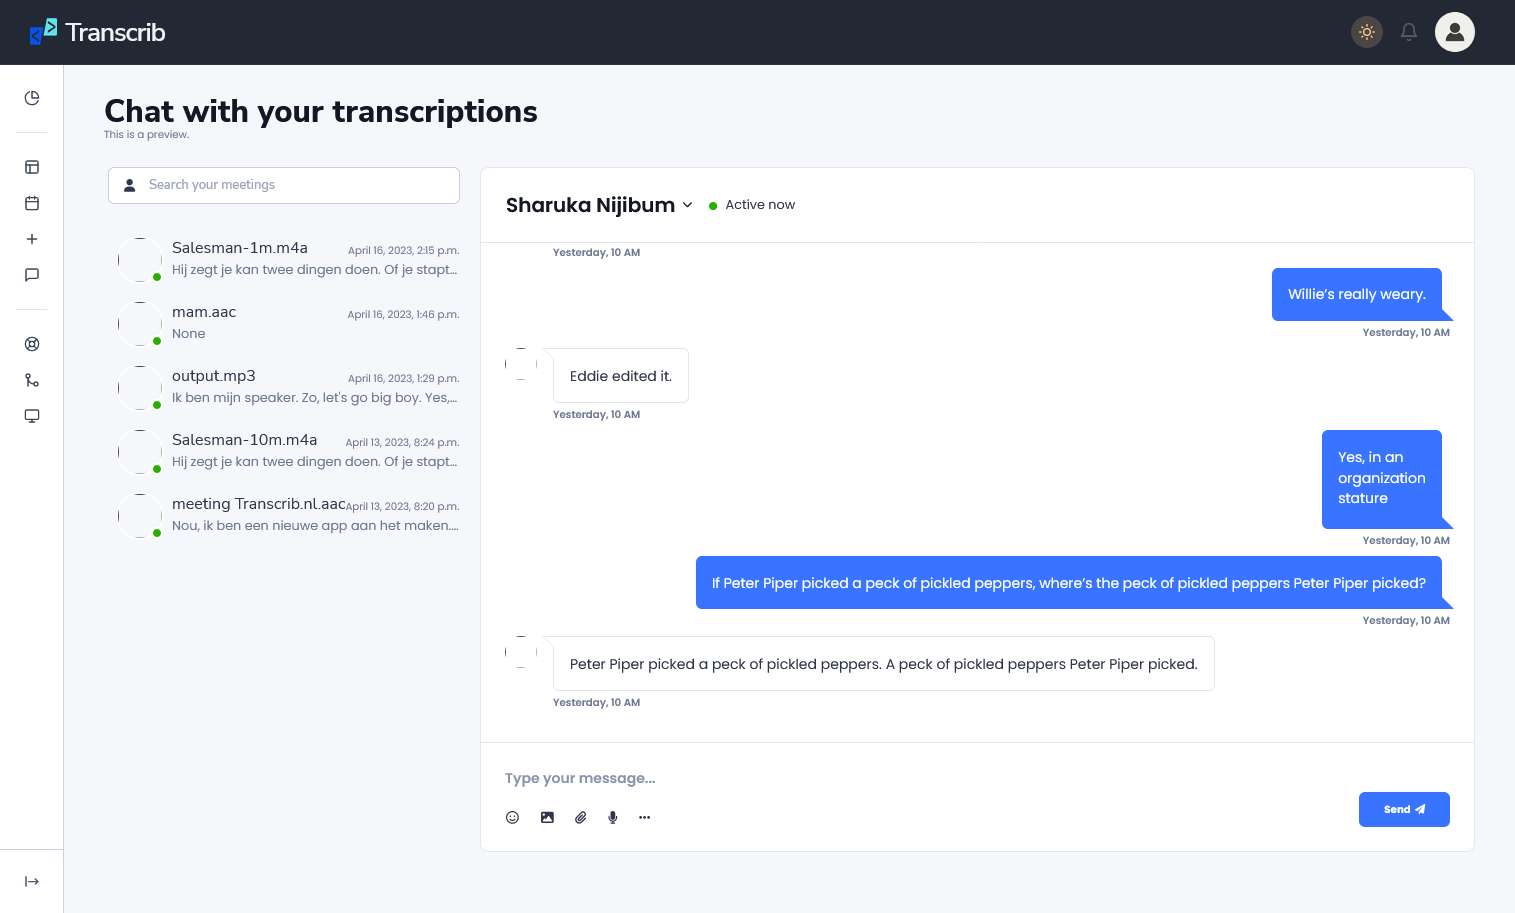 Transcrib
Chat with your transcriptions
This is a preview.
Search your meetings
Salesman-1m.m4a
April 16, 2023, 2:15 p.m.
Hij zegt je kan twee dingen doen. Of je stapt...
mam.aac
April 16, 2023, 1:46 p.m.
None
output.mp3
April 16, 2023, 1:29 p.m.
Ik ben mijn speaker. Zo, let's go big boy. Yes,...
Salesman-10m.m4a
April 13, 2023, 8:24 p.m.
Hij zegt je kan twee dingen doen. Of je stapt...
meeting Transcrib.nl.aac
April 13, 2023, 8:20 p.m.
Nou, ik ben een nieuwe app aan het maken....
Sharuka Nijibum
Active now
Yesterday, 10 AM
Willie's really weary.
Yesterday, 10 AM
Eddie edited it.
Yesterday, 10 AM
Yes, in an
organization
stature
Yesterday, 10 AM
If Peter Piper picked a peck of pickled peppers, where's the peck of pickled peppers Peter Piper picked?
Yesterday, 10 AM
Peter Piper picked a peck of pickled peppers. A peck of pickled peppers Peter Piper picked.
Yesterday, 10 AM
Type your message...
Send